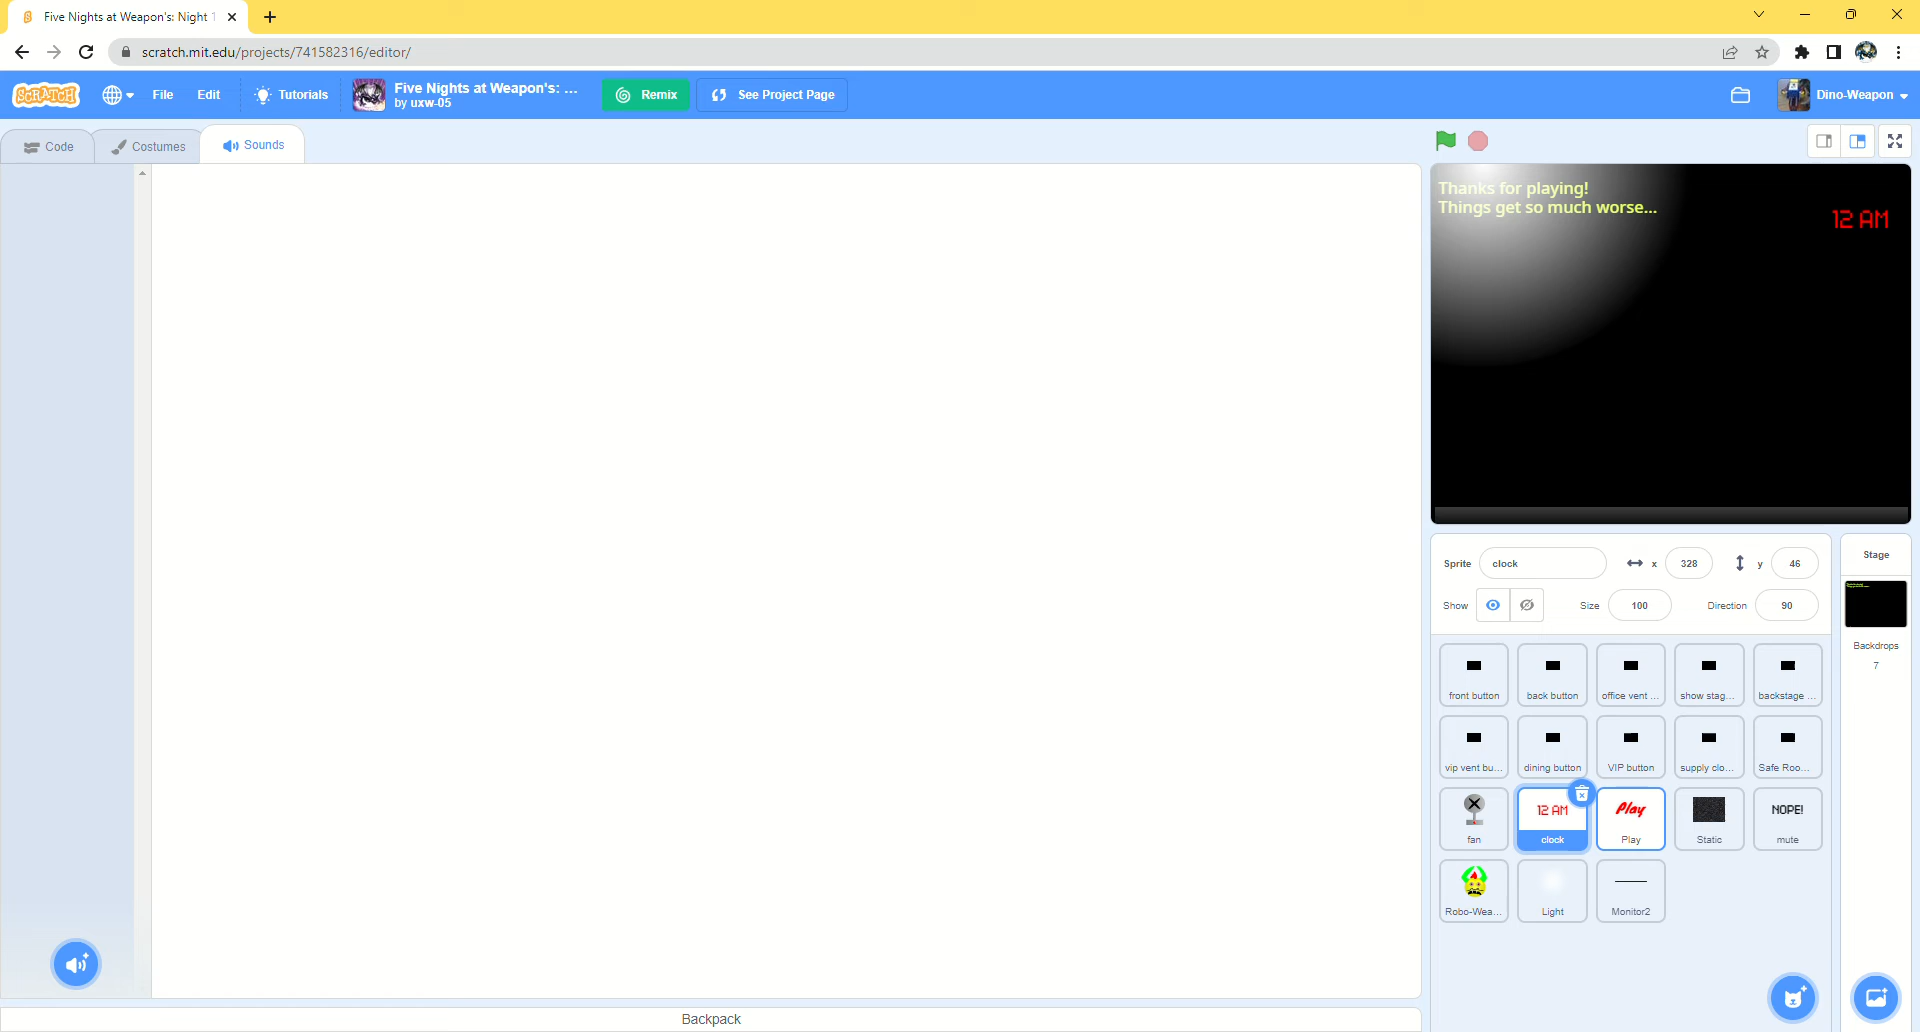 Five Nights at Weapon's: Night 1
scratch.mit.edu/projects/741582316/editor/
SCRATCH
File
Edit
Tutorials
Five Nights at Weapon's: ...
by uxw-05
Remix
See Project Page
Dino-Weapon
Code
Costumes
Sounds
Thanks for playing!
Things get so much worse...
12 AM
Sprite
clock
x
328
y
46
Show
Size
100
Direction
90
Stage
Backdrops
7
front button
back button
office vent ...
show stag...
backstage ...
vip vent bu...
dining button
VIP button
supply clo...
Safe Roo...
fan
12 AM
clock
Play
Play
Static
NOPE!
mute
Robo-Wea...
Light
Monitor2
Backpack